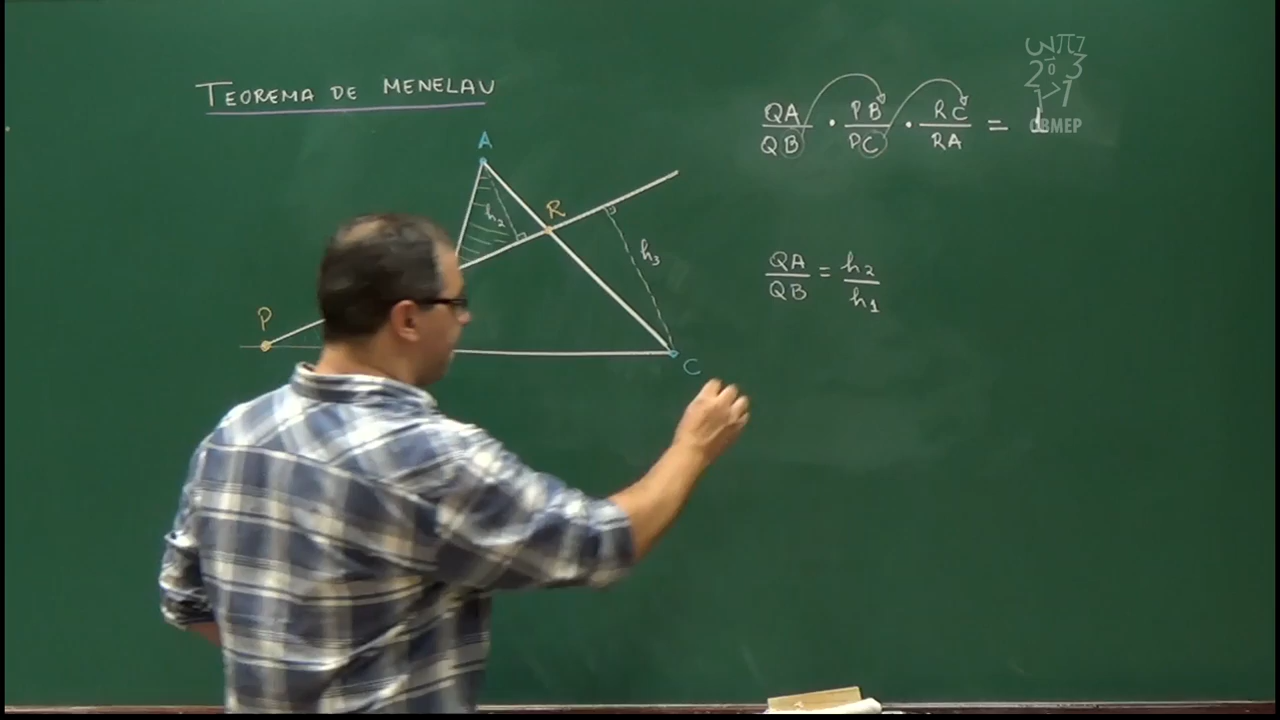 TEOREMA DE MENELAU
A
h₂
R
h₃
P
C
QA/QB · PB/PC · RC/RA = 1
QA/QB = h₂/h₁
OBMEP